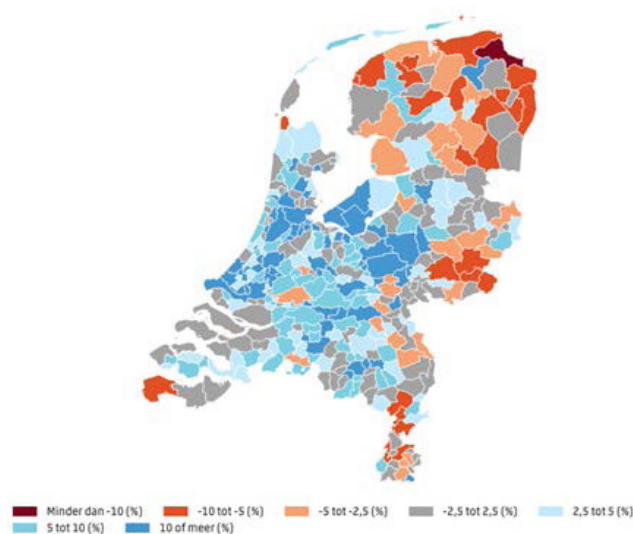 Minder dan -10 (%) -10 tot -5 (%) -5 tot -2,5 (%) -2,5 tot 2,5 (%) 2,5 tot 5 (%)
5 tot 10 (%) 10 of meer (%)